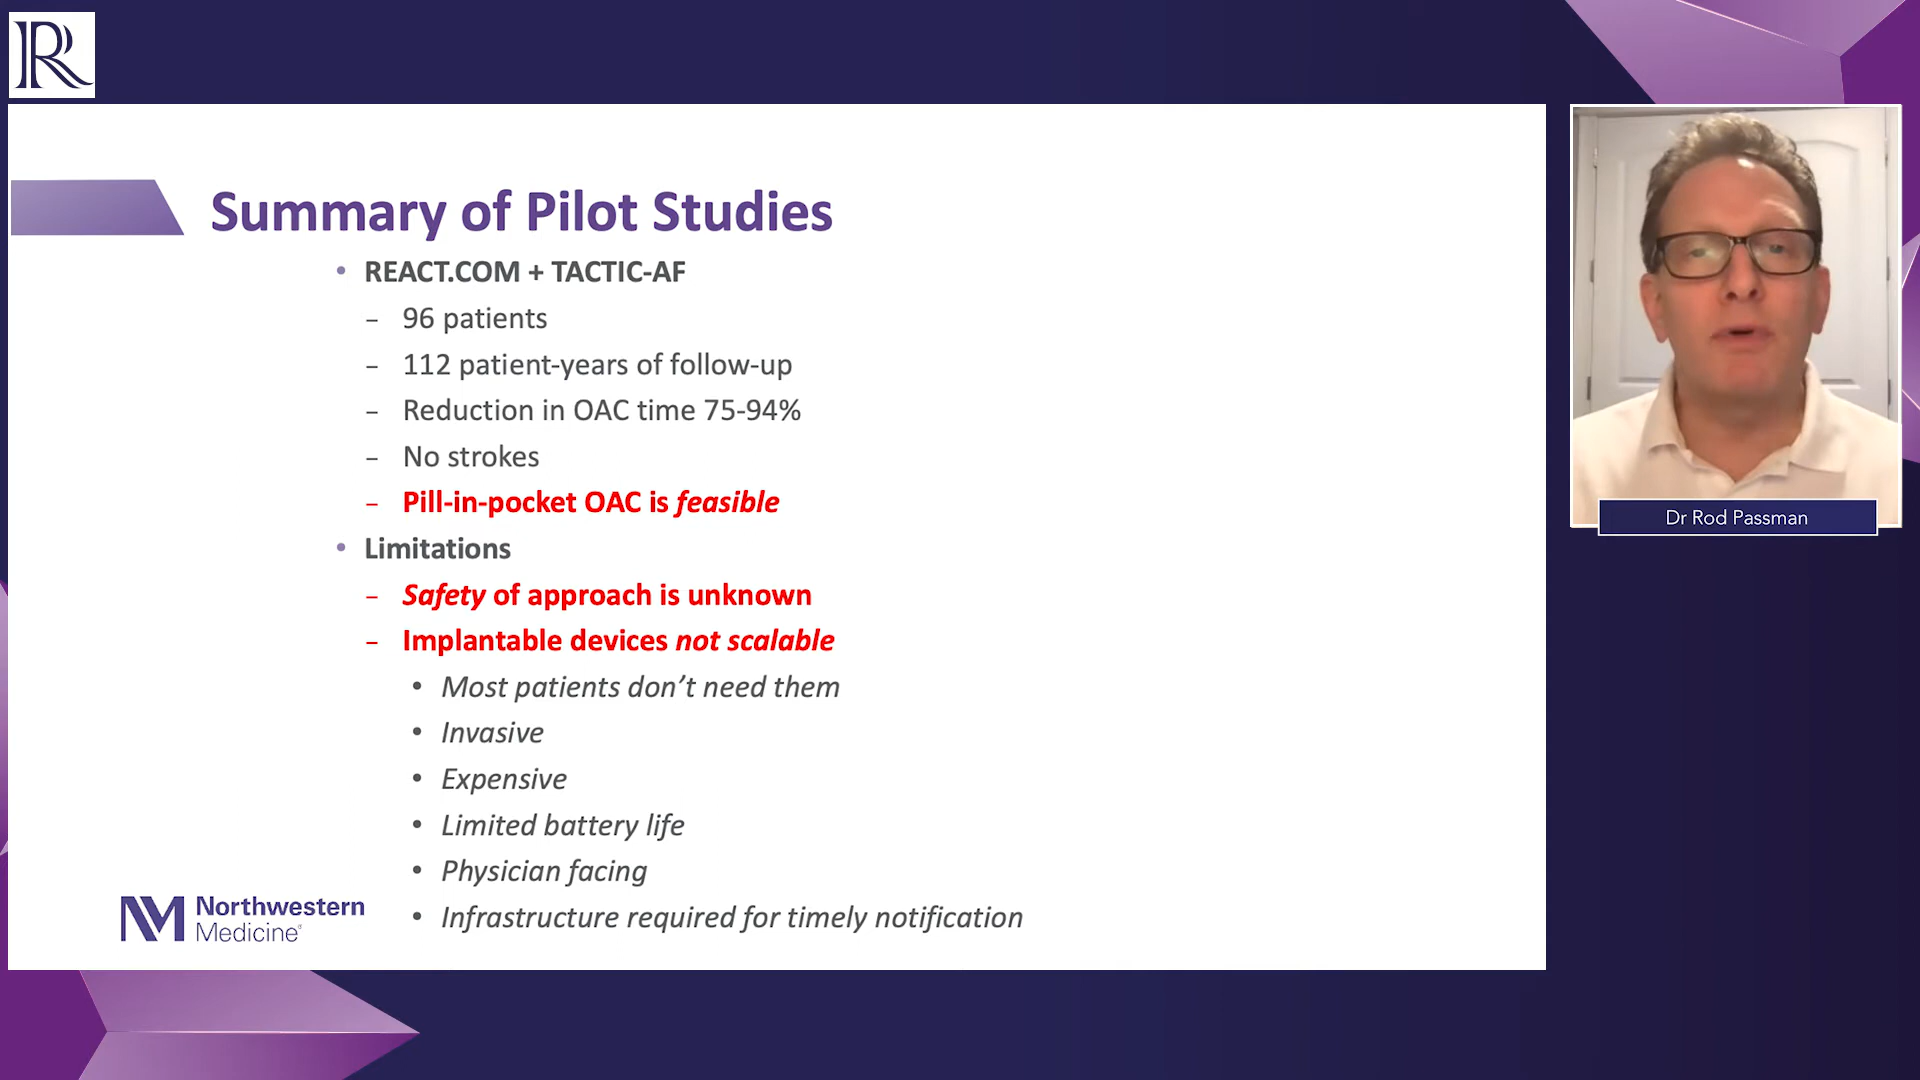 R
Summary of Pilot Studies
• REACT.COM + TACTIC-AF
– 96 patients
– 112 patient-years of follow-up
– Reduction in OAC time 75-94%
– No strokes
– Pill-in-pocket OAC is feasible
• Limitations
– Safety of approach is unknown
– Implantable devices not scalable
• Most patients don’t need them
• Invasive
• Expensive
• Limited battery life
• Physician facing
• Infrastructure required for timely notification
NM Northwestern
Medicine®
Dr Rod Passman